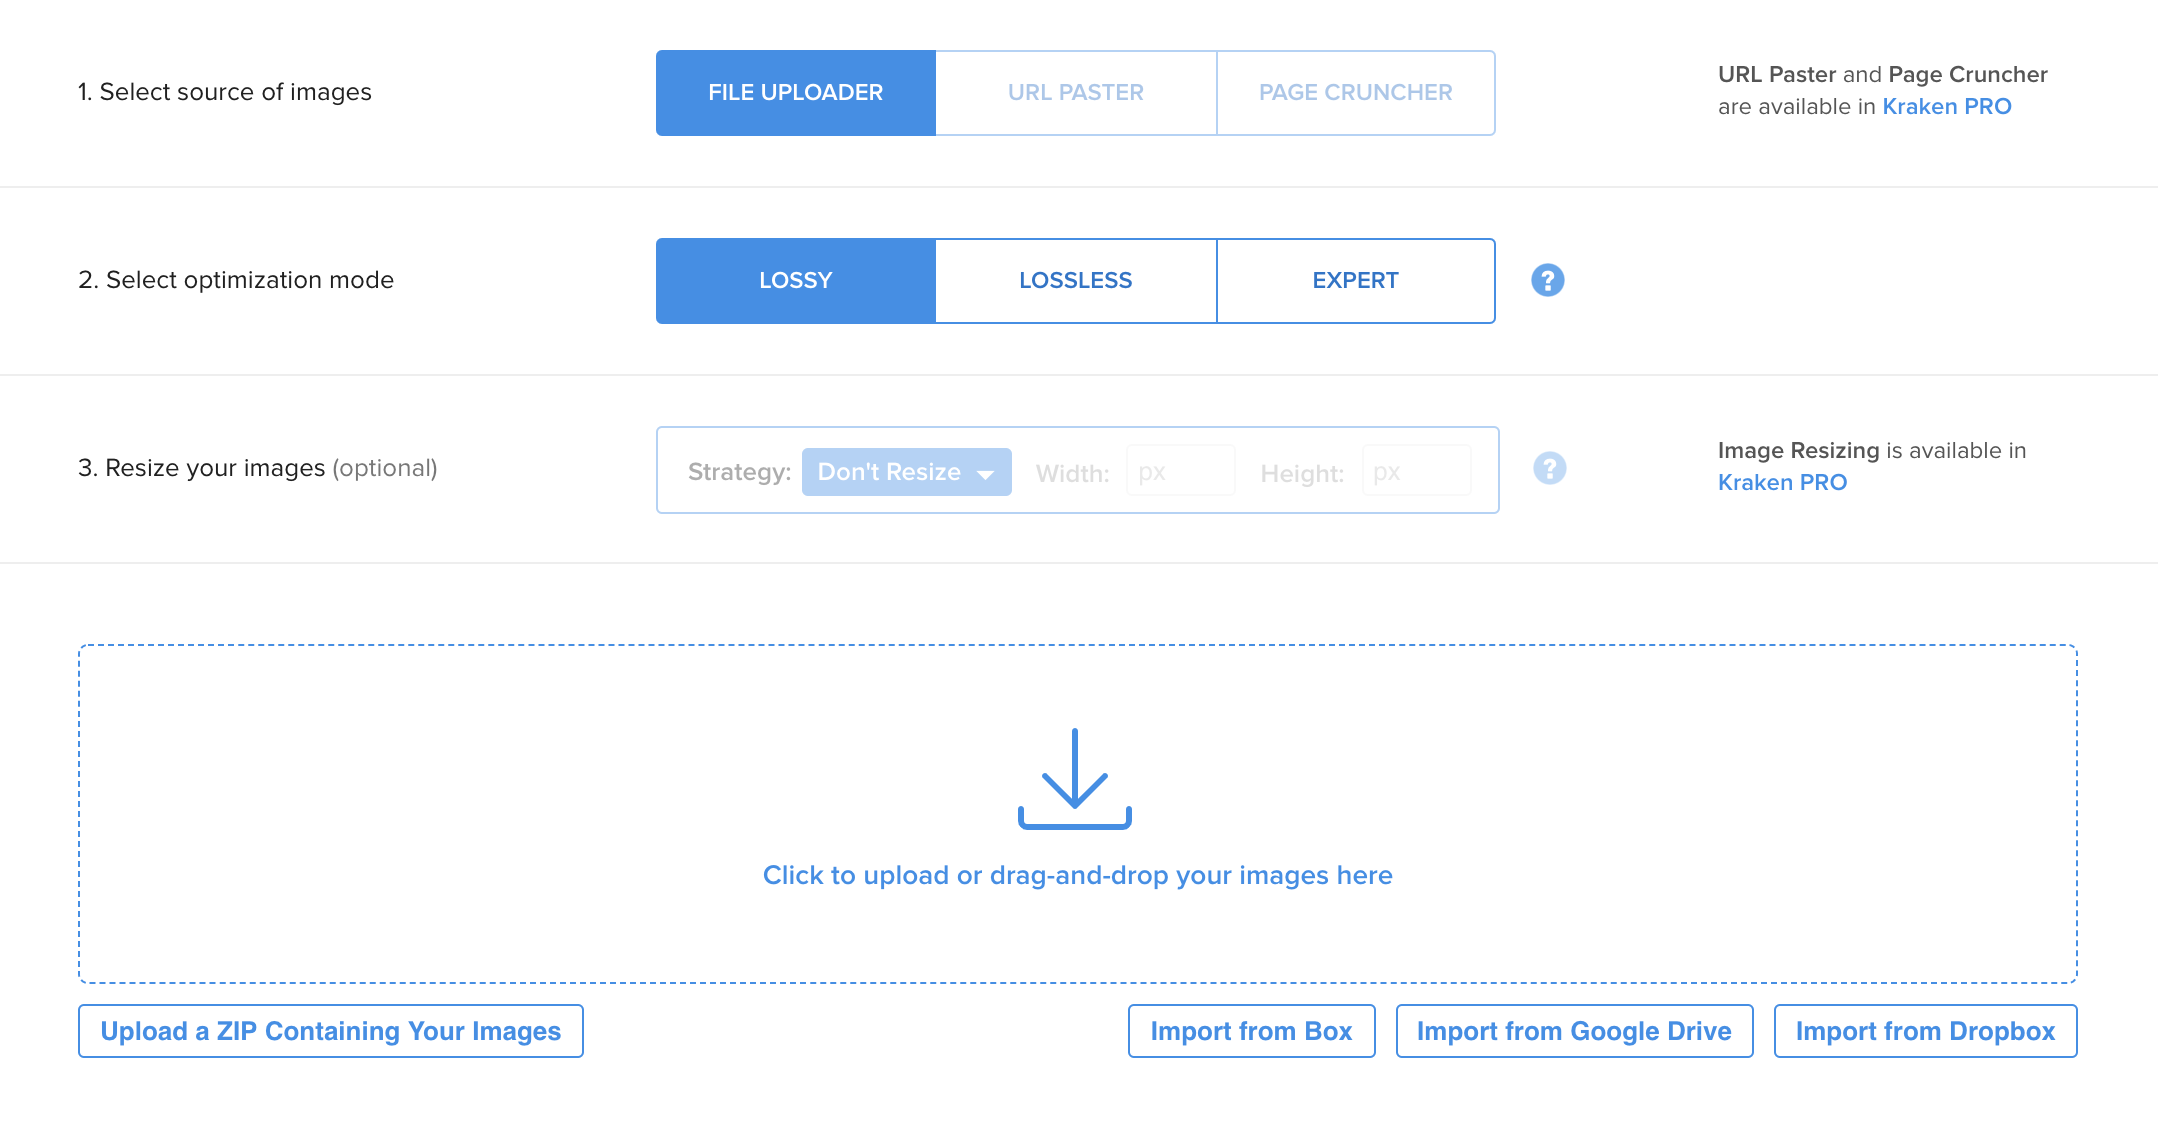 1. Select source of images
FILE UPLOADER
URL PASTER
PAGE CRUNCHER
URL Paster and Page Cruncher
are available in Kraken PRO
2. Select optimization mode
LOSSY
LOSSLESS
EXPERT
?
3. Resize your images (optional)
Strategy:
Don't Resize
Width:
px
Height:
px
?
Image Resizing is available in
Kraken PRO
Click to upload or drag-and-drop your images here
Upload a ZIP Containing Your Images
Import from Box
Import from Google Drive
Import from Dropbox